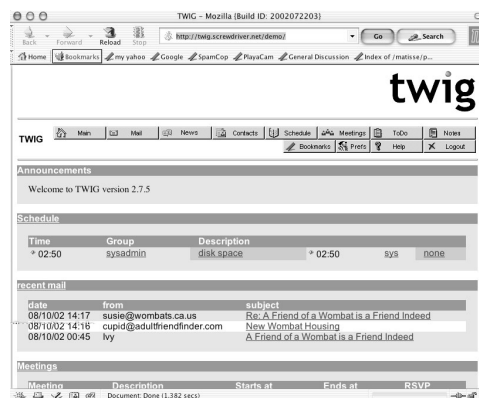 TWIG - Mozilla {Build ID: 2002072203}
Back Forward Reload Stop http://twig.screwdriver.net/demo/ Go Search
Home Bookmarks my yahoo Google SpamCop PlayaCam General Discussion Index of /matisse/p...
twig
TWIG Main Mail News Contacts Schedule Meetings ToDo Notes
Bookmarks Prefs Help Logout
Announcements
Welcome to TWIG version 2.7.5
Schedule
Time Group Description
02:50 sysadmin disk space 02:50 sys none
recent mail
date from subject
08/10/02 14:17 susie@wombats.ca.us Re: A Friend of a Wombat is a Friend Indeed
08/10/02 14:16 cupid@adultfriendfinder.com New Wombat Housing
08/10/02 00:45 Ivy A Friend of a Wombat is a Friend Indeed
Meetings
Meeting Description Starts at Ends at RSVP
Document: Done (1.382 secs)